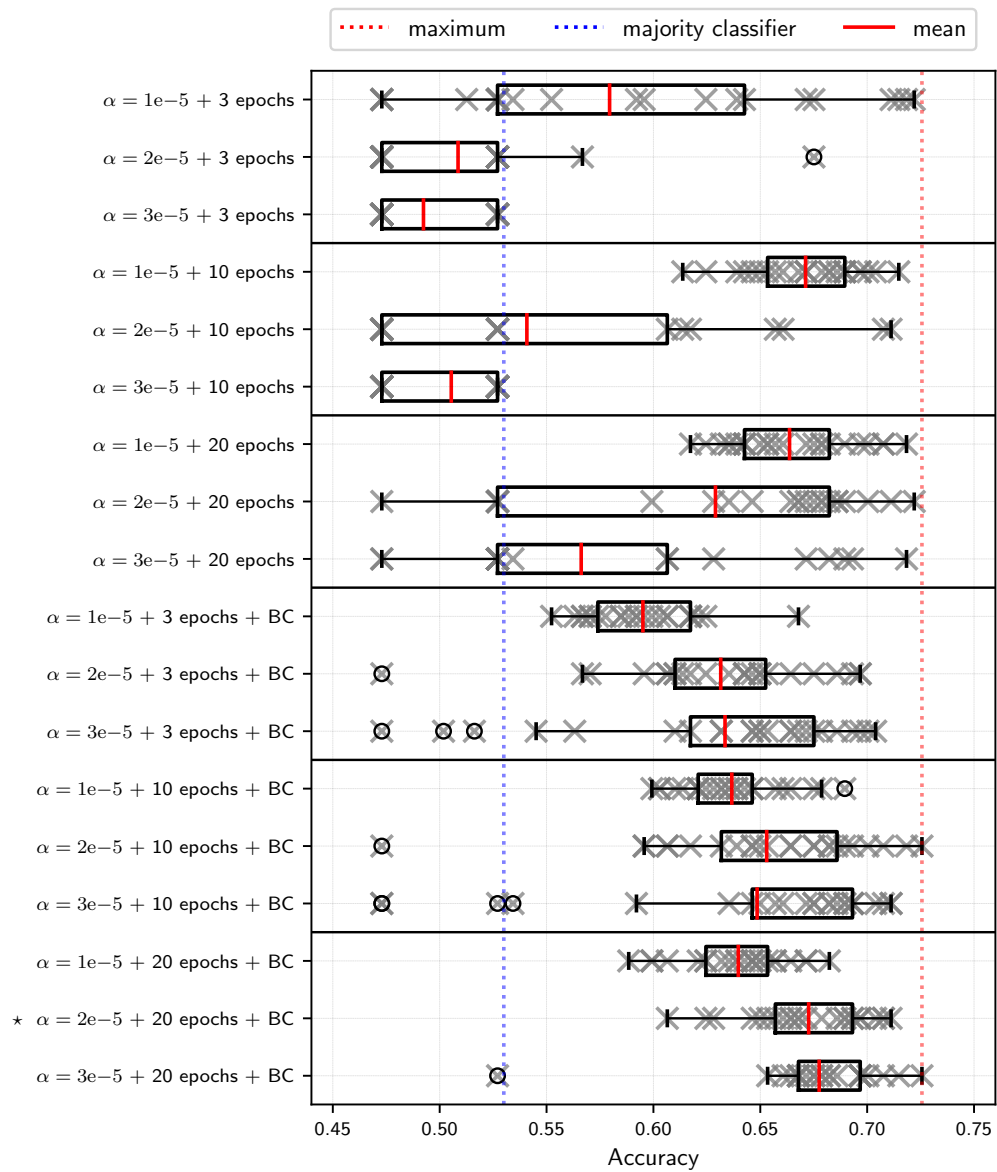 maximum majority classifier mean
α = 1e−5 + 3 epochs
α = 2e−5 + 3 epochs
α = 3e−5 + 3 epochs
α = 1e−5 + 10 epochs
α = 2e−5 + 10 epochs
α = 3e−5 + 10 epochs
α = 1e−5 + 20 epochs
α = 2e−5 + 20 epochs
α = 3e−5 + 20 epochs
α = 1e−5 + 3 epochs + BC
α = 2e−5 + 3 epochs + BC
α = 3e−5 + 3 epochs + BC
α = 1e−5 + 10 epochs + BC
α = 2e−5 + 10 epochs + BC
α = 3e−5 + 10 epochs + BC
α = 1e−5 + 20 epochs + BC
⋆ α = 2e−5 + 20 epochs + BC
α = 3e−5 + 20 epochs + BC
0.45 0.50 0.55 0.60 0.65 0.70 0.75
Accuracy